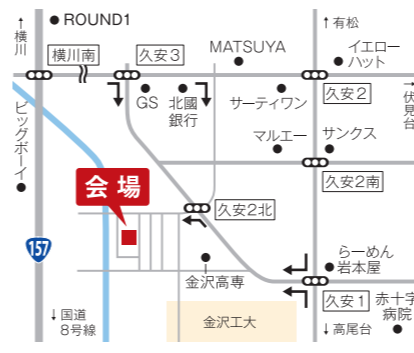 ↑横川
ROUND1
横川南
久安3
MATSUYA
↑有松
イエロー
ハット
GS
北國
銀行
サーティワン
久安2
→伏見台
ビッグボーイ
マルエー
サンクス
久安2南
会場
久安2北
157
金沢高専
らーめん
岩本屋
↓国道
8号線
金沢工大
久安1
赤十字
病院
↓高尾台